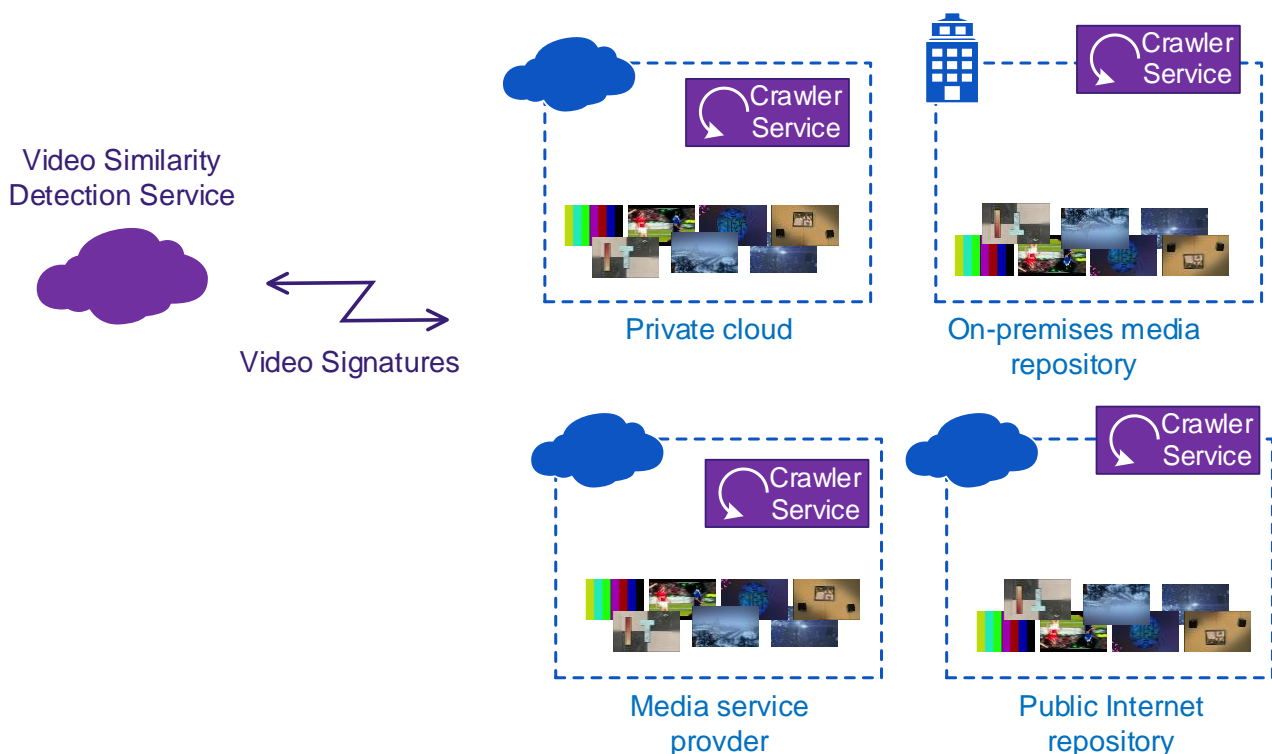 Video Similarity
Detection Service
Video Signatures
Crawler
Service
Private cloud
Crawler
Service
On-premises media
repository
Crawler
Service
Media service
provder
Crawler
Service
Public Internet
repository